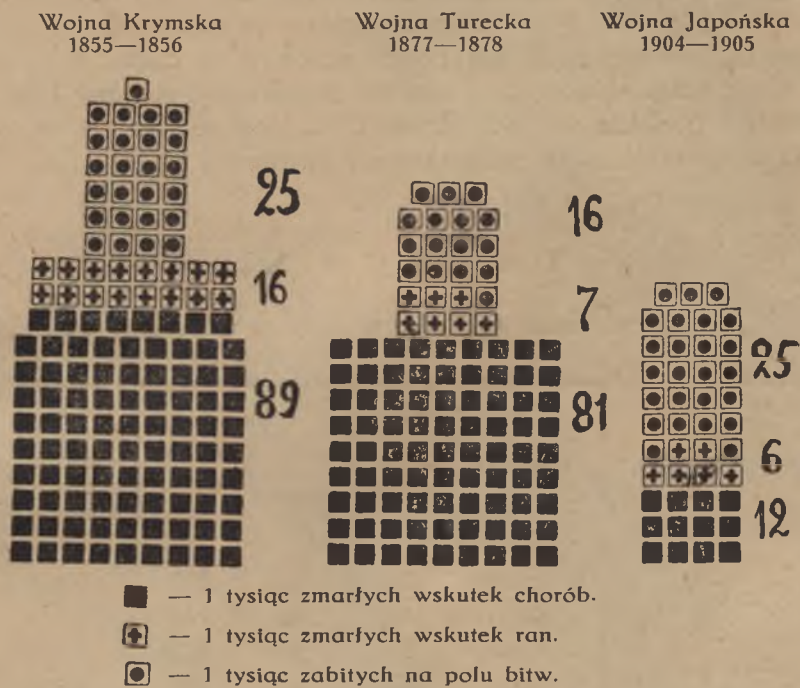 Wojna Krymska
1855—1856
Wojna Turecka
1877—1878
Wojna Japońska
1904—1905
25
16
89
16
7
81
25
6
12
— 1 tysiąc zmarłych wskutek chorób.
— 1 tysiąc zmarłych wskutek ran.
— 1 tysiąc zabitych na polu bitw.